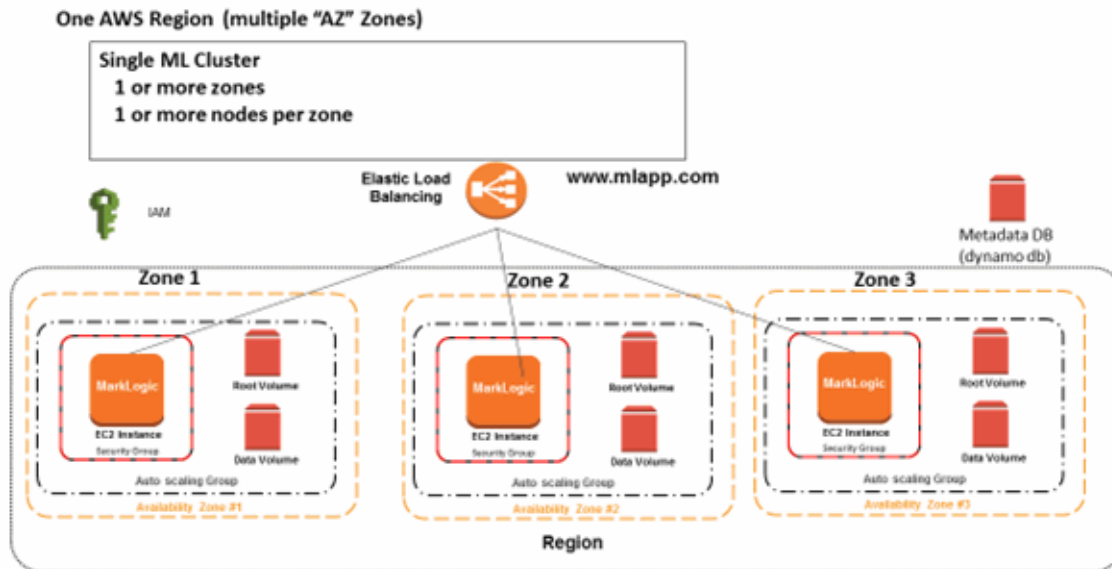 One AWS Region (multiple “AZ” Zones)
Single ML Cluster
1 or more zones
1 or more nodes per zone
Elastic Load
Balancing
www.mlapp.com
IAM
Metadata DB
(dynamo db)
Zone 1
Zone 2
Zone 3
MarkLogic
EC2 Instance
Security Group
Root Volume
Data Volume
Auto scaling Group
Availability Zone #1
MarkLogic
EC2 Instance
Security Group
Root Volume
Data Volume
Auto scaling Group
Availability Zone #2
MarkLogic
EC2 Instance
Security Group
Root Volume
Data Volume
Auto scaling Group
Availability Zone #3
Region